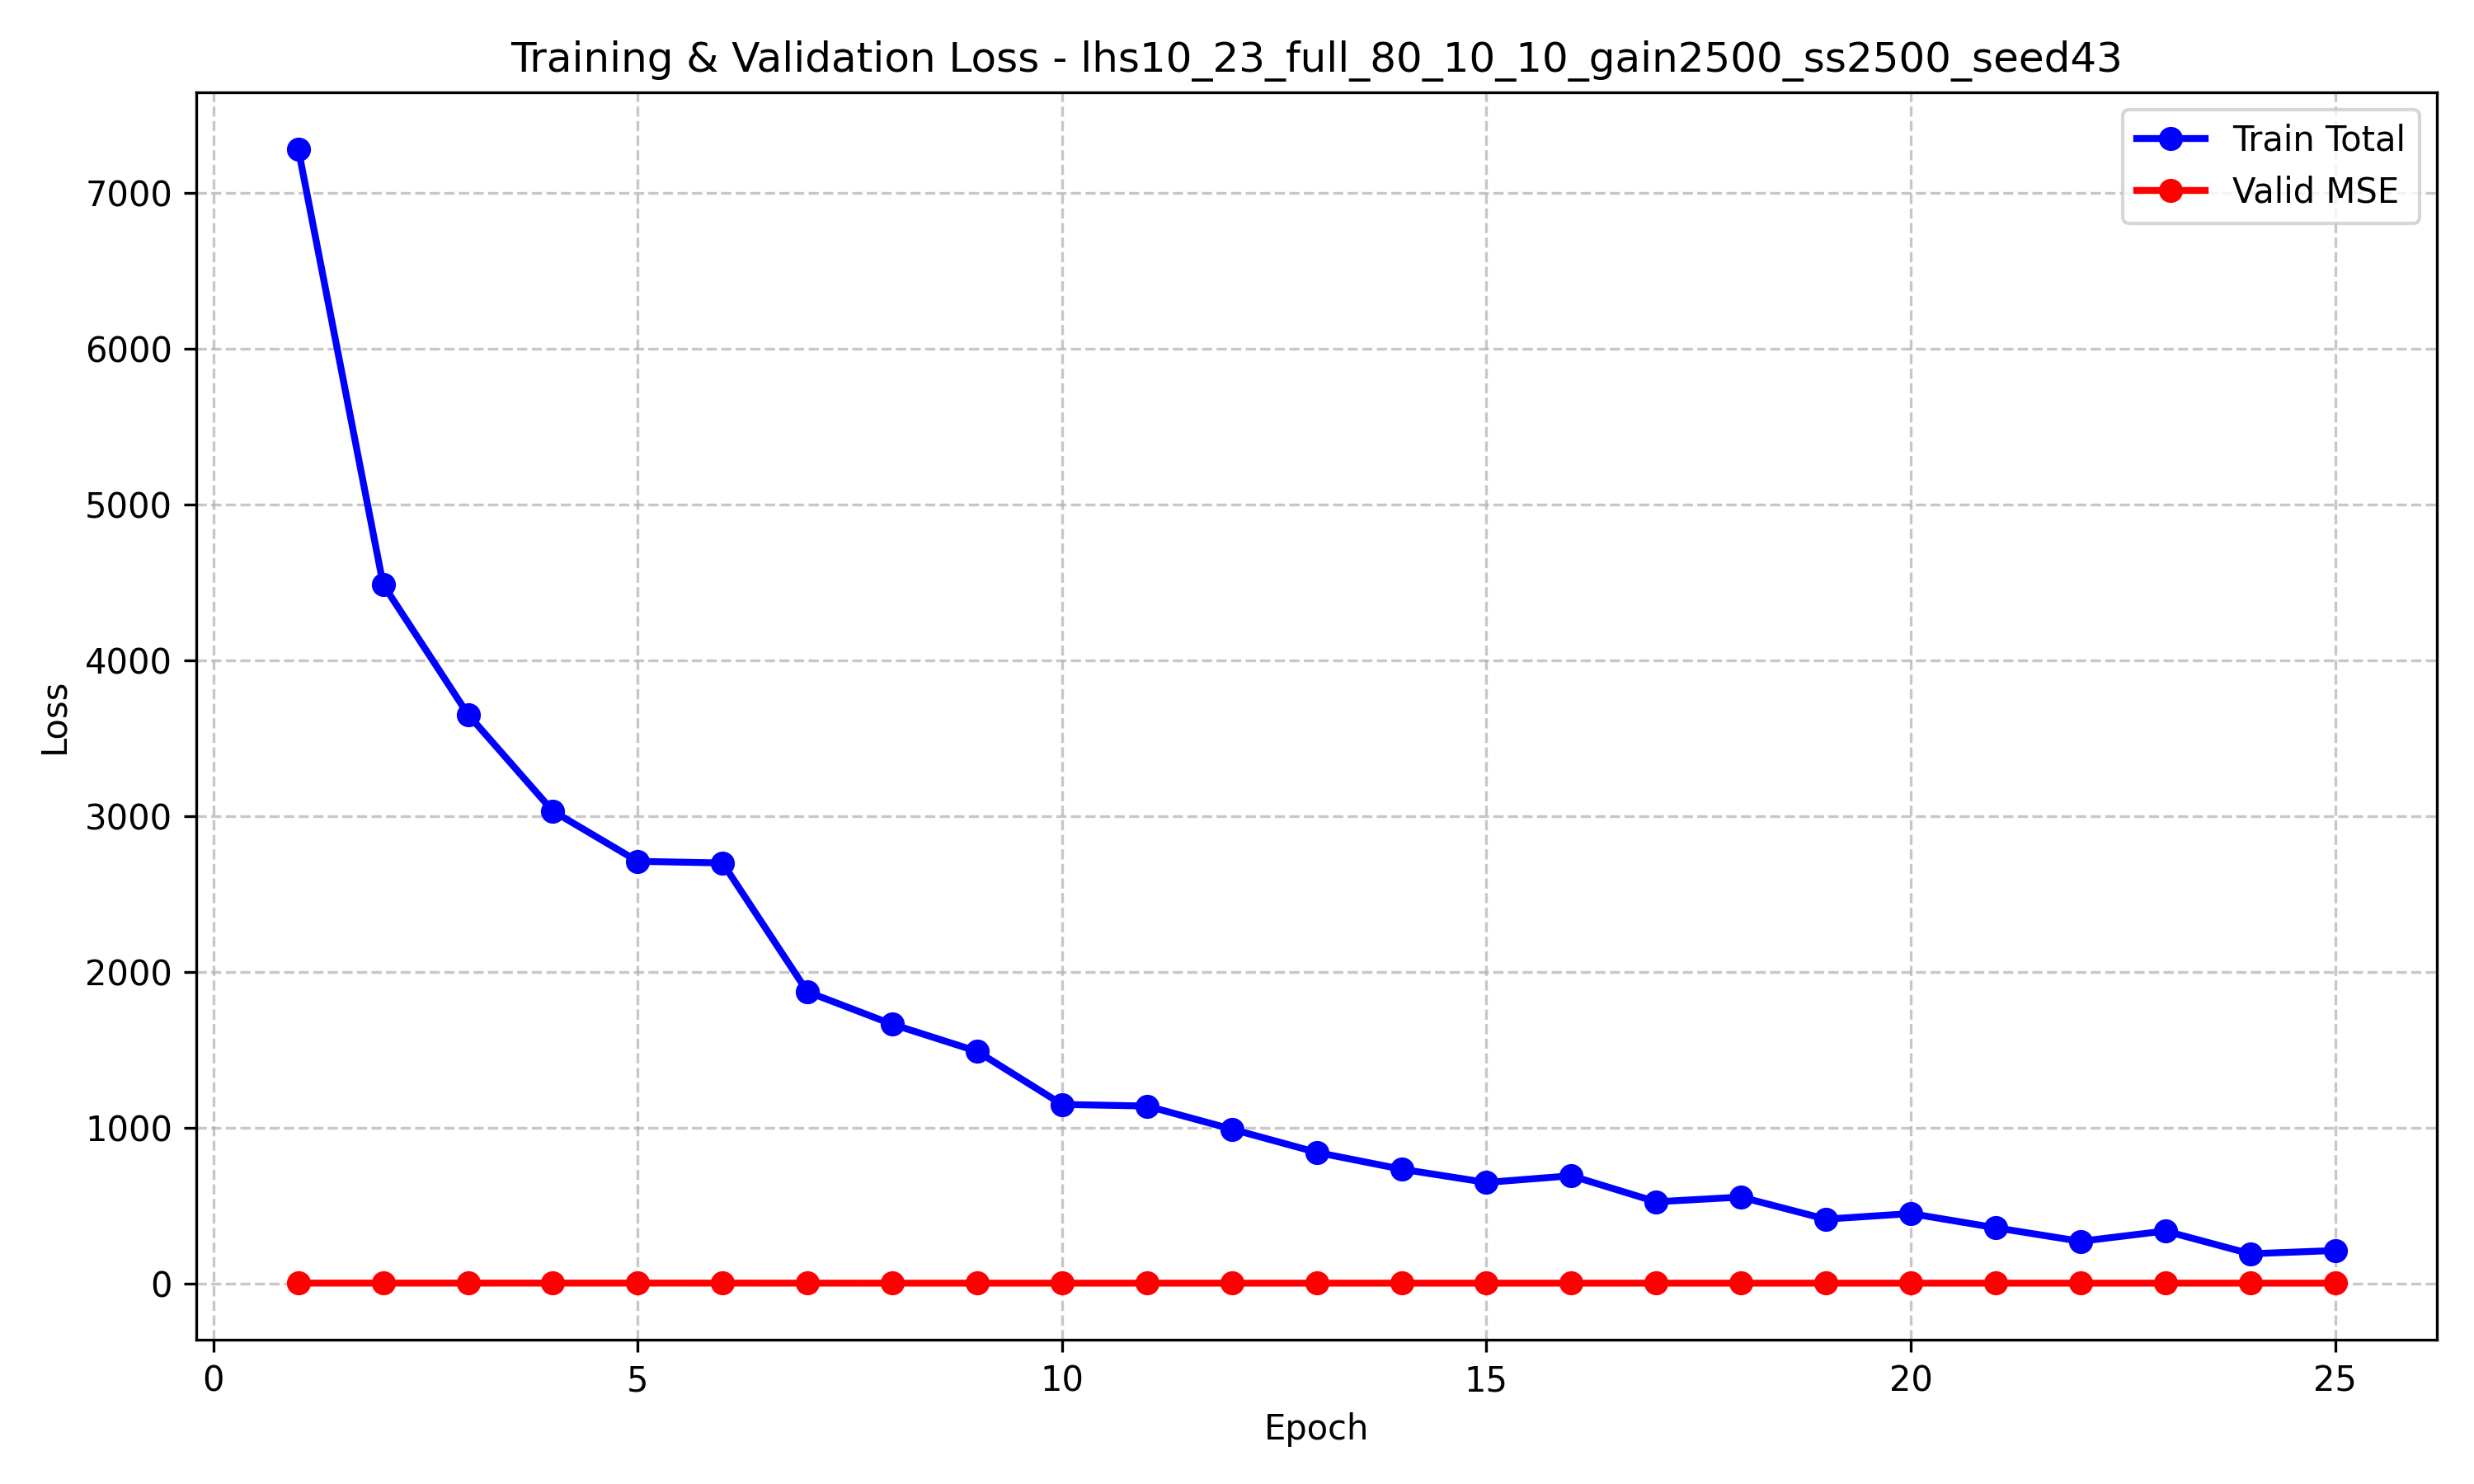 Training & Validation Loss - lhs10_23_full_80_10_10_gain2500_ss2500_seed43
Train Total
Valid MSE
7000
6000
5000
4000
3000
2000
1000
0
Loss
0 5 10 15 20 25
Epoch